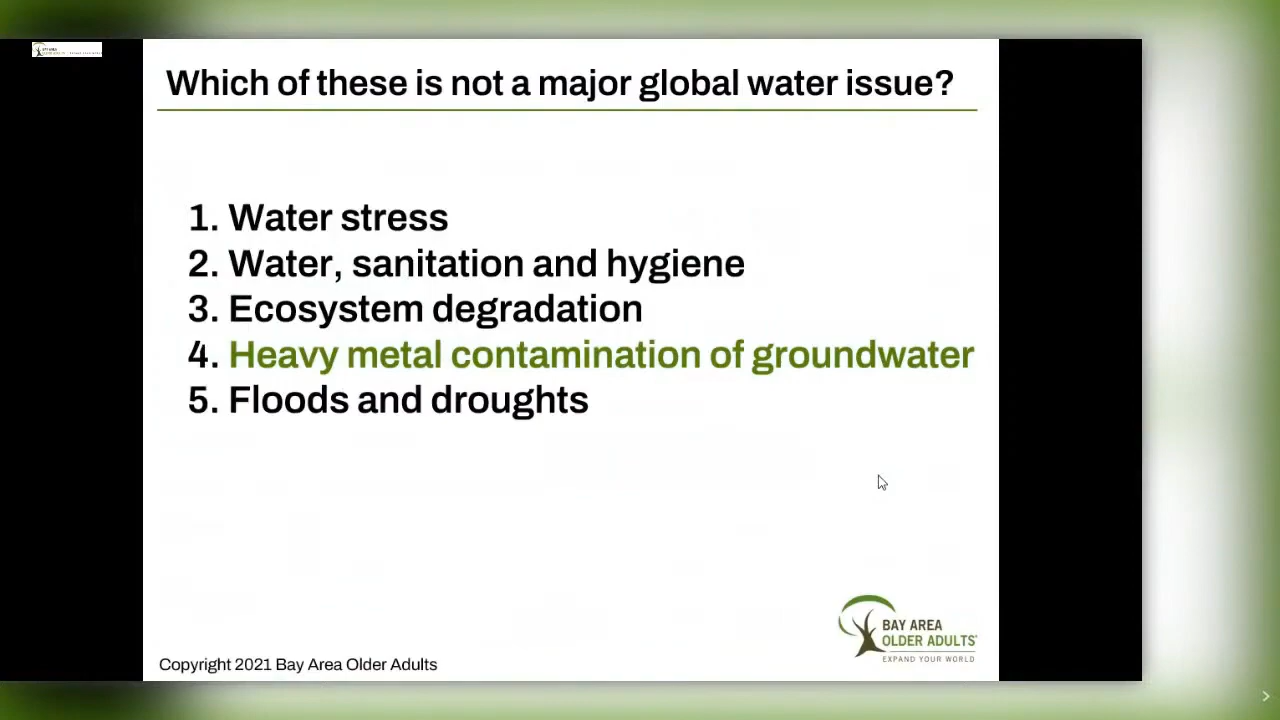 Which of these is not a major global water issue?
1. Water stress
2. Water, sanitation and hygiene
3. Ecosystem degradation
4. Heavy metal contamination of groundwater
5. Floods and droughts
BAY AREA
OLDER ADULTS
EXPAND YOUR WORLD
Copyright 2021 Bay Area Older Adults